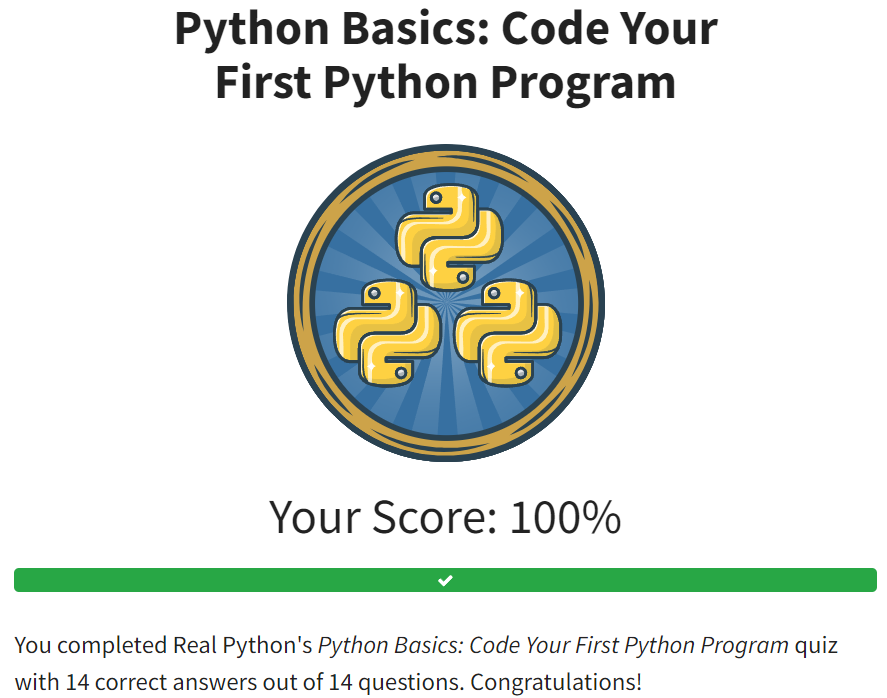 Python Basics: Code Your
First Python Program
Your Score: 100%
You completed Real Python's Python Basics: Code Your First Python Program quiz
with 14 correct answers out of 14 questions. Congratulations!